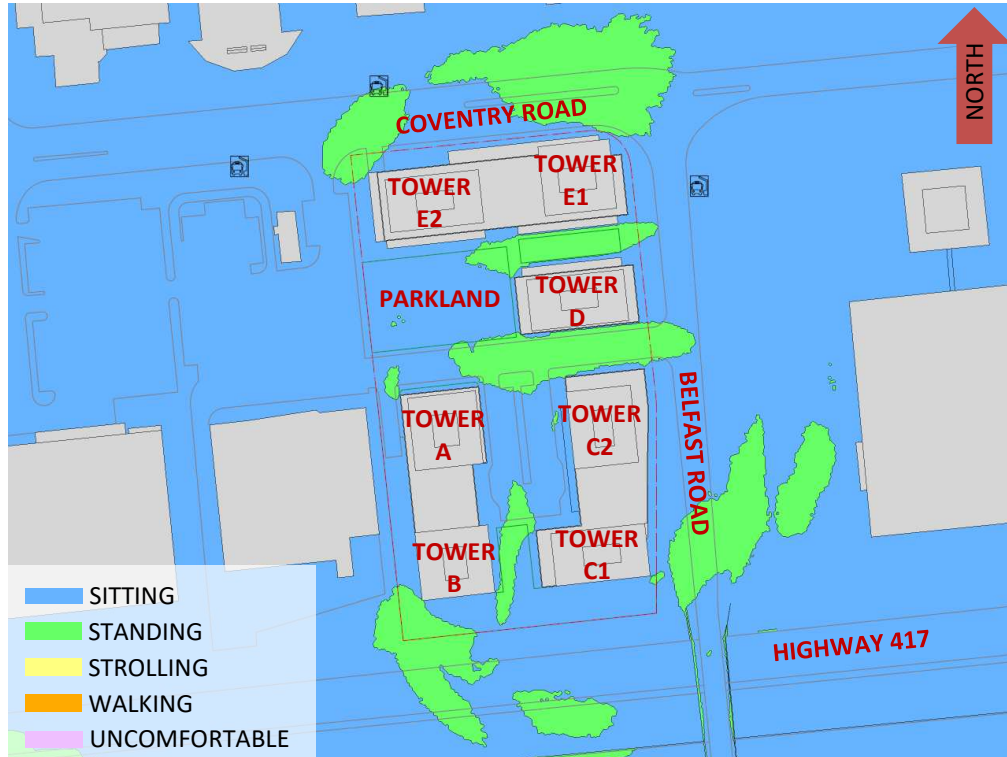 NORTH
COVENTRY ROAD
TOWER
E2
TOWER
E1
PARKLAND
TOWER
D
TOWER
A
TOWER
C2
BELFAST ROAD
TOWER
B
TOWER
C1
HIGHWAY 417
SITTING
STANDING
STROLLING
WALKING
UNCOMFORTABLE